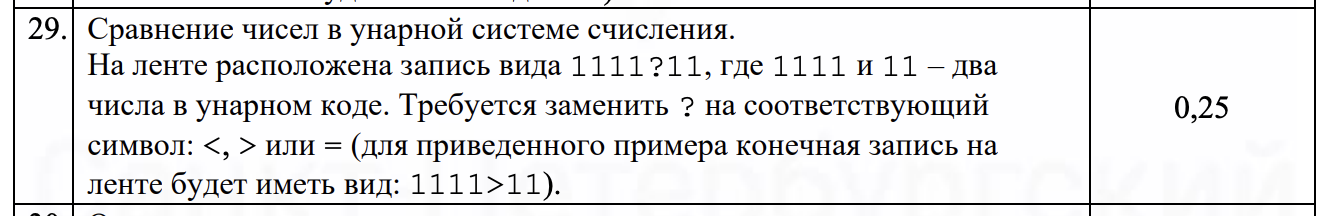 29. Сравнение чисел в унарной системе счисления.
На ленте расположена запись вида 1111?11, где 1111 и 11 – два
числа в унарном коде. Требуется заменить ? на соответствующий
0,25
символ: <, > или = (для приведенного примера конечная запись на
ленте будет иметь вид: 1111>11).